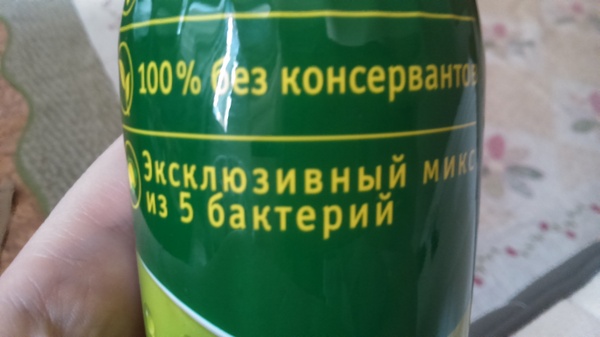 100% без консервантов
Эксклюзивный микс
из 5 бактерий